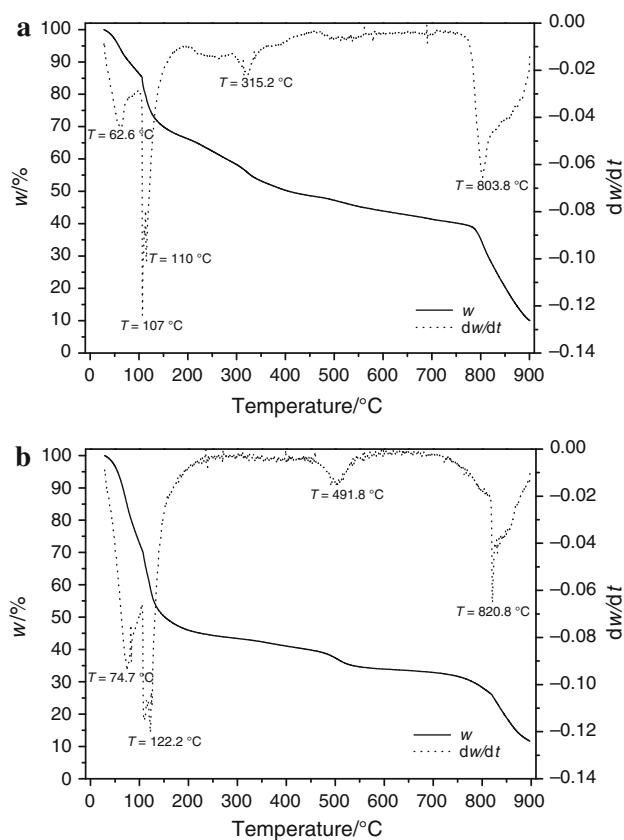 a
100
90
80
70
60
50
40
30
20
10
0
w/%
0.00
−0.02
−0.04
−0.06
−0.08
−0.10
−0.12
−0.14
dw/dt
T = 315.2 °C
T = 62.6 °C
T = 803.8 °C
T = 110 °C
T = 107 °C
w
dw/dt
0 100 200 300 400 500 600 700 800 900
Temperature/°C
b
100
90
80
70
60
50
40
30
20
10
0
w/%
0.00
−0.02
−0.04
−0.06
−0.08
−0.10
−0.12
−0.14
dw/dt
T = 491.8 °C
T = 820.8 °C
T = 74.7 °C
T = 122.2 °C
w
dw/dt
0 100 200 300 400 500 600 700 800 900
Temperature/°C